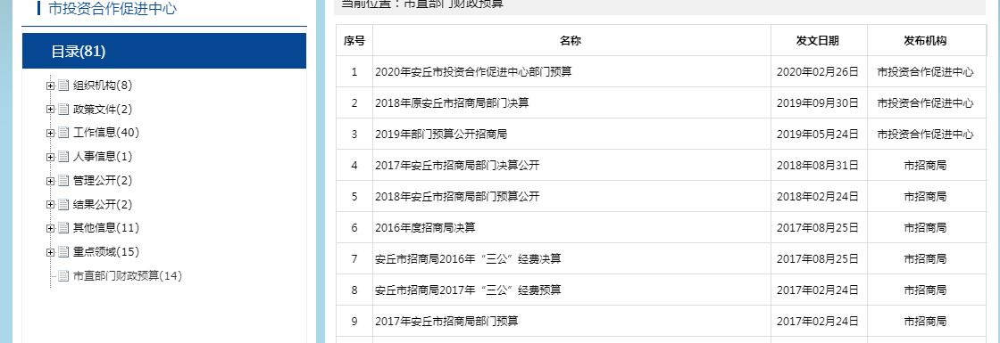 市投资合作促进中心
目录(81)
组织机构(8)
政策文件(2)
工作信息(40)
人事信息(1)
管理公开(2)
结果公开(2)
其他信息(11)
重点领域(15)
市直部门财政预算(14)
当前位置：市直部门财政预算
序号 名称 发文日期 发布机构
1 2020年安丘市投资合作促进中心部门预算 2020年02月26日 市投资合作促进中心
2 2018年原安丘市招商局部门决算 2019年09月30日 市投资合作促进中心
3 2019年部门预算公开招商局 2019年05月24日 市投资合作促进中心
4 2017年安丘市招商局部门决算公开 2018年08月31日 市招商局
5 2018年安丘市招商局部门预算公开 2018年02月24日 市招商局
6 2016年度招商局决算 2017年08月25日 市招商局
7 安丘市招商局2016年“三公”经费决算 2017年08月25日 市招商局
8 安丘市招商局2017年“三公”经费预算 2017年02月24日 市招商局
9 2017年安丘市招商局部门预算 2017年02月24日 市招商局